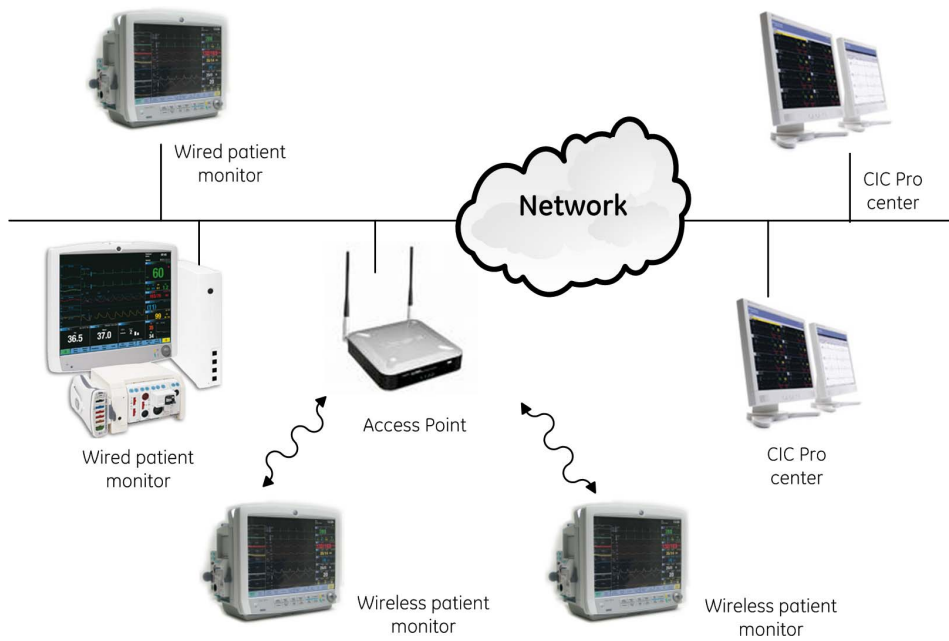 Wired patient
monitor
Network
CIC Pro
center
60
36.5
37.0
Access Point
Wired patient
monitor
CIC Pro
center
Wireless patient
monitor
Wireless patient
monitor